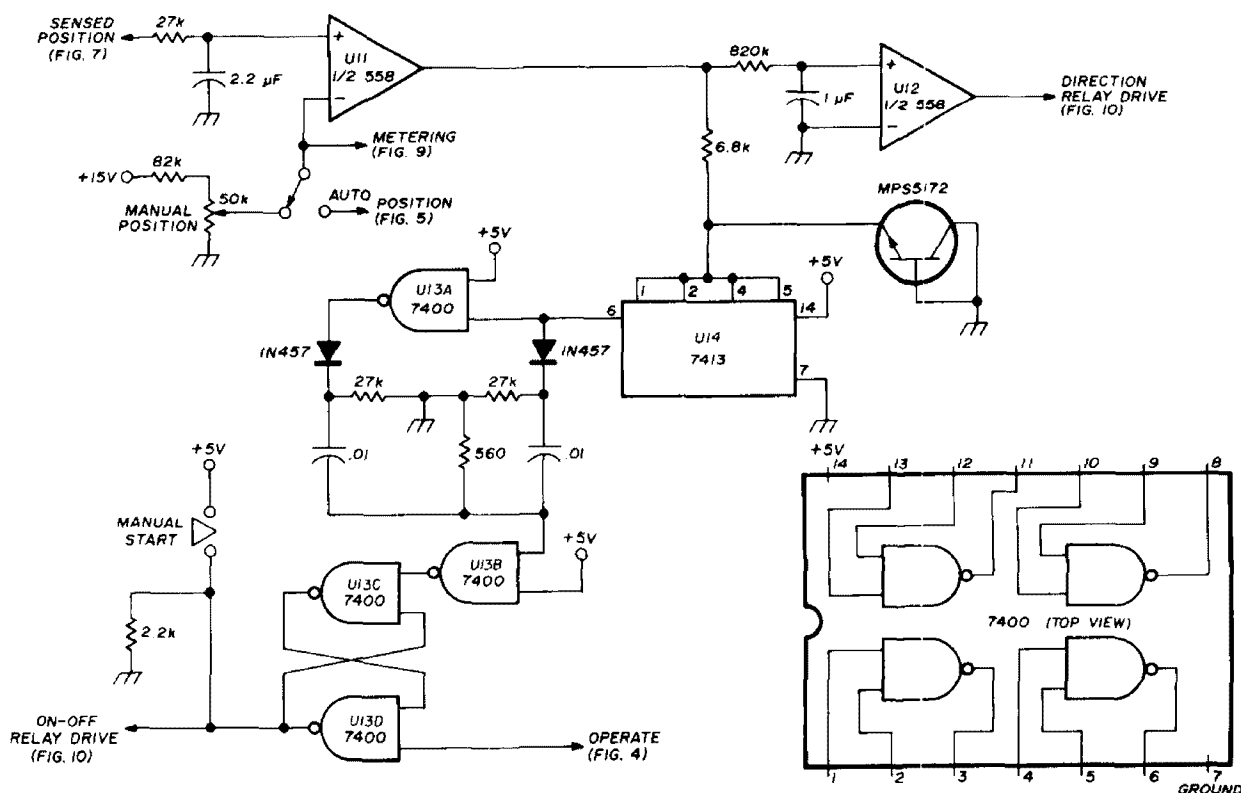 SENSED
POSITION
(FIG. 7)
27k
2.2 µF
+
U11
1/2 558
−
820k
1 µF
+
U12
1/2 558
−
DIRECTION
RELAY DRIVE
(FIG. 10)
METERING
(FIG. 9)
6.8k
82k
+15V
50k
MANUAL
POSITION
AUTO
POSITION
(FIG. 5)
MPS5172
+5V
U13A
7400
+5V
1 2 4 5
6
14
U14
7413
7
1N457
1N457
27k
27k
.01
560
.01
+5V
MANUAL
START
2.2k
U13C
7400
U13B
7400
+5V
U13D
7400
ON-OFF
RELAY DRIVE
(FIG. 10)
OPERATE
(FIG. 4)
+5V
14 13 12 11 10 9 8
7400 (TOP VIEW)
1 2 3 4 5 6 7
GROUND